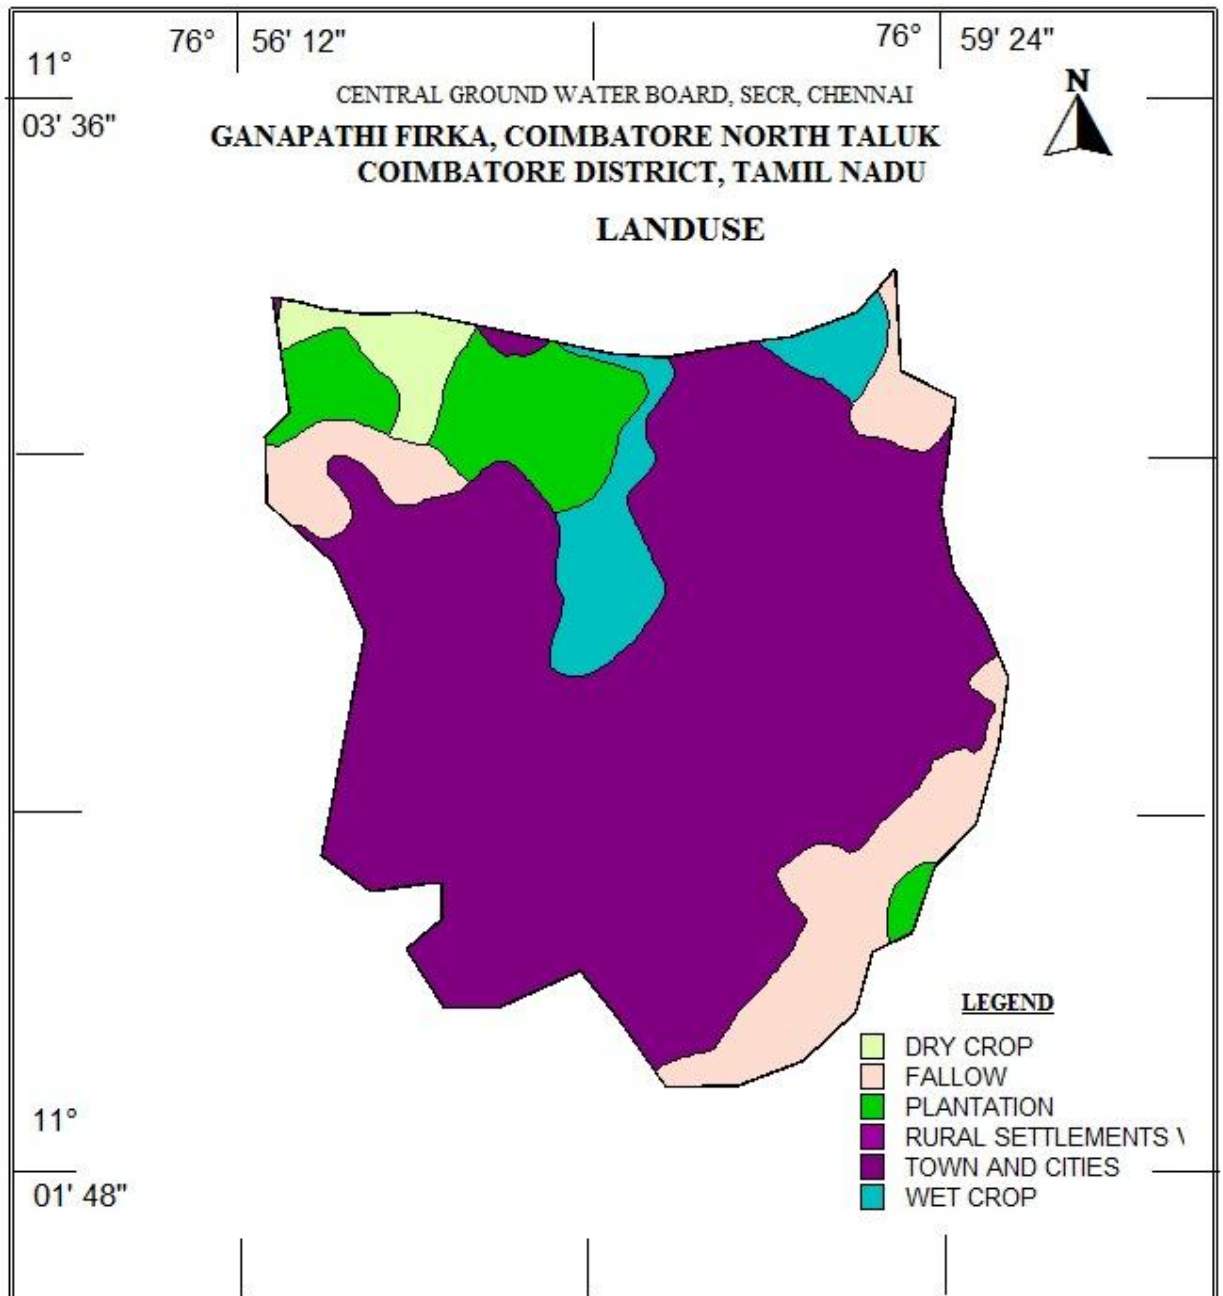 76° 56' 12"
76° 59' 24"
11°
03' 36"
N
CENTRAL GROUND WATER BOARD, SECR, CHENNAI
GANAPATHI FIRKA, COIMBATORE NORTH TALUK
COIMBATORE DISTRICT, TAMIL NADU
LANDUSE
LEGEND
DRY CROP
FALLOW
PLANTATION
RURAL SETTLEMENTS
TOWN AND CITIES
WET CROP
11°
01' 48"